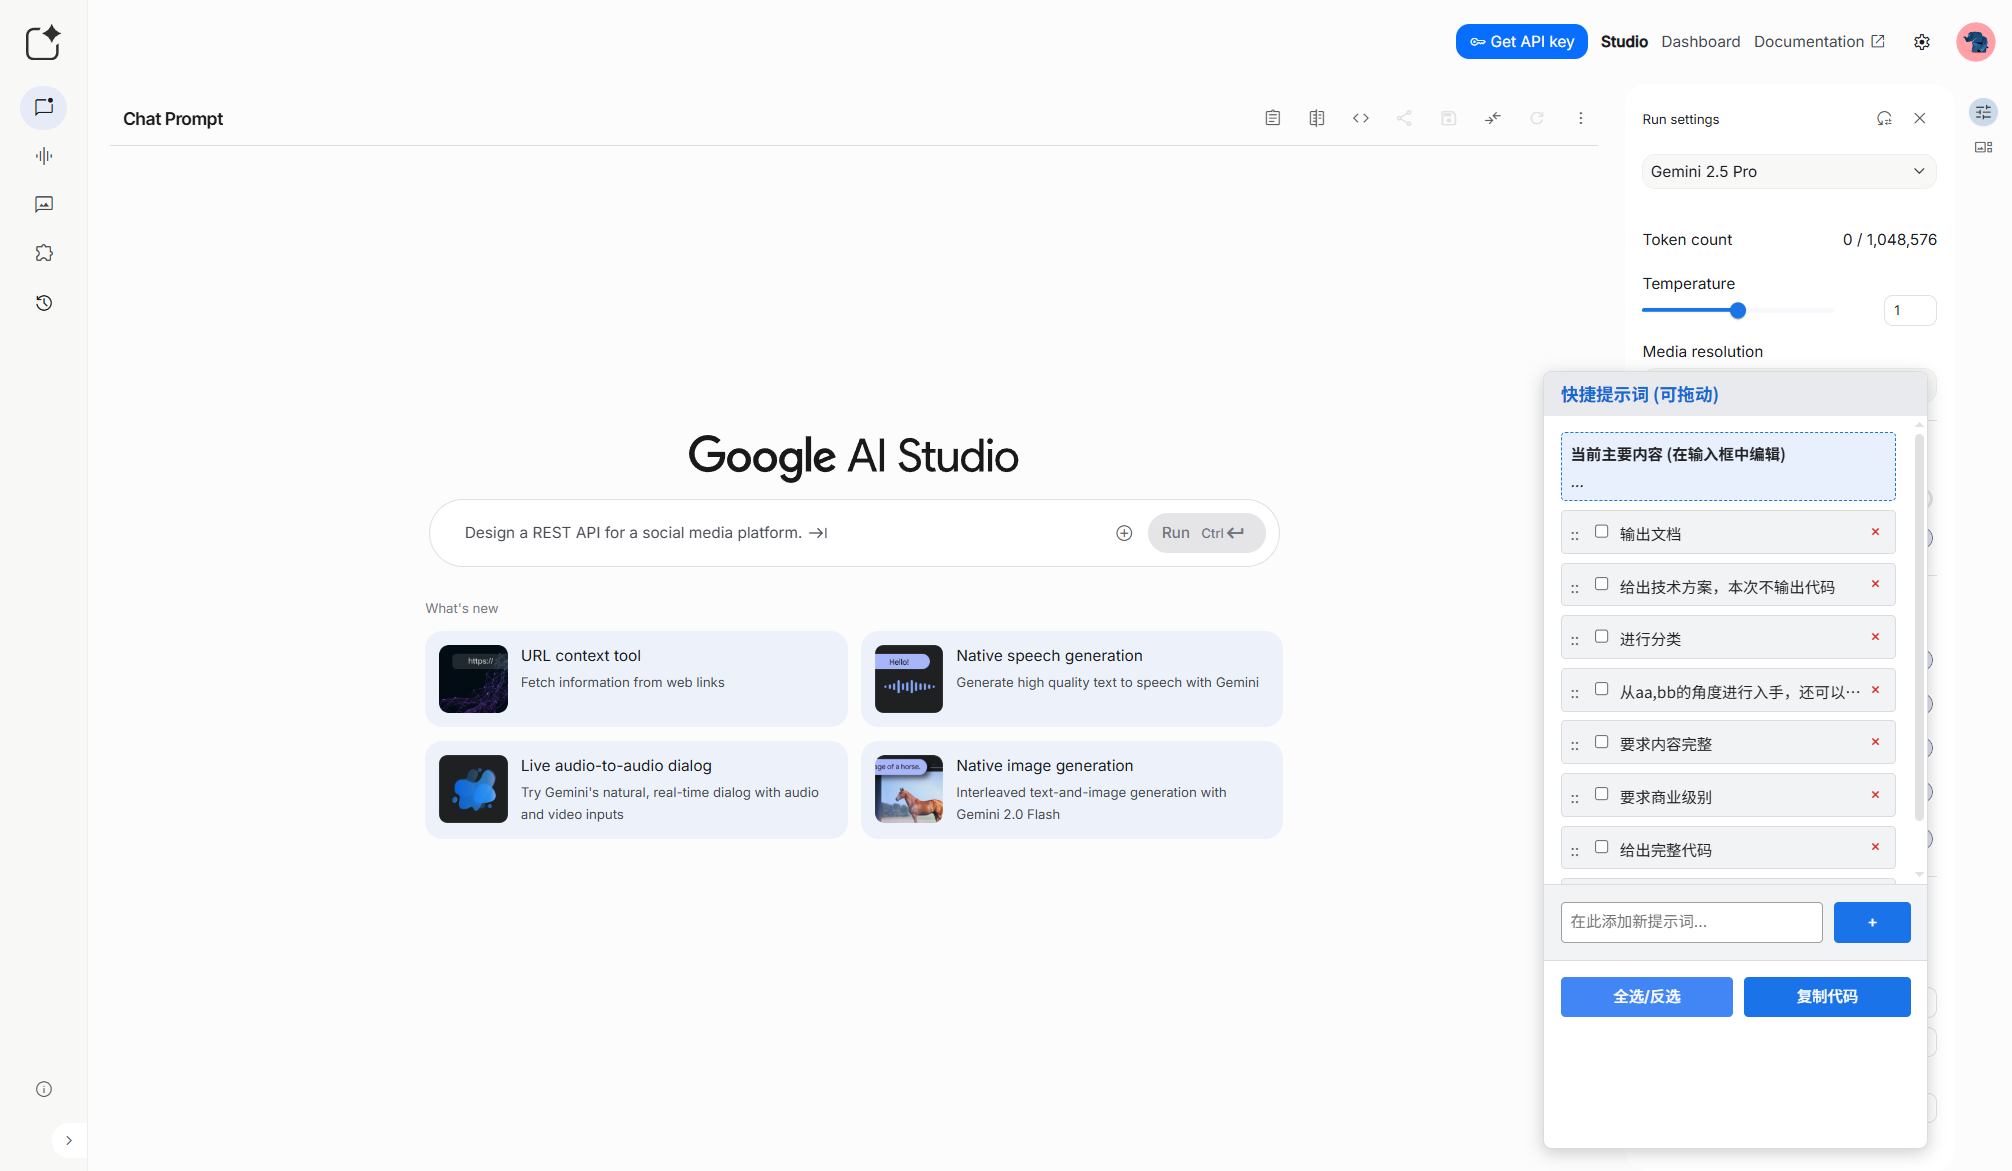 Get API key
Studio
Dashboard
Documentation
Chat Prompt
Run settings
Gemini 2.5 Pro
Token count
0 / 1,048,576
Temperature
1
Media resolution
Google AI Studio
Design a REST API for a social media platform.
Run Ctrl
What's new
https://
URL context tool
Fetch information from web links
Hello!
Native speech generation
Generate high quality text to speech with Gemini
Live audio-to-audio dialog
Try Gemini's natural, real-time dialog with audio
and video inputs
age of a horse.
Native image generation
Interleaved text-and-image generation with
Gemini 2.0 Flash
快捷提示词 (可拖动)
当前主要内容 (在输入框中编辑)
...
:: 输出文档 ×
:: 给出技术方案，本次不输出代码 ×
:: 进行分类 ×
:: 从aa,bb的角度进行入手，还可以… ×
:: 要求内容完整 ×
:: 要求商业级别 ×
:: 给出完整代码 ×
在此添加新提示词...
+
全选/反选
复制代码